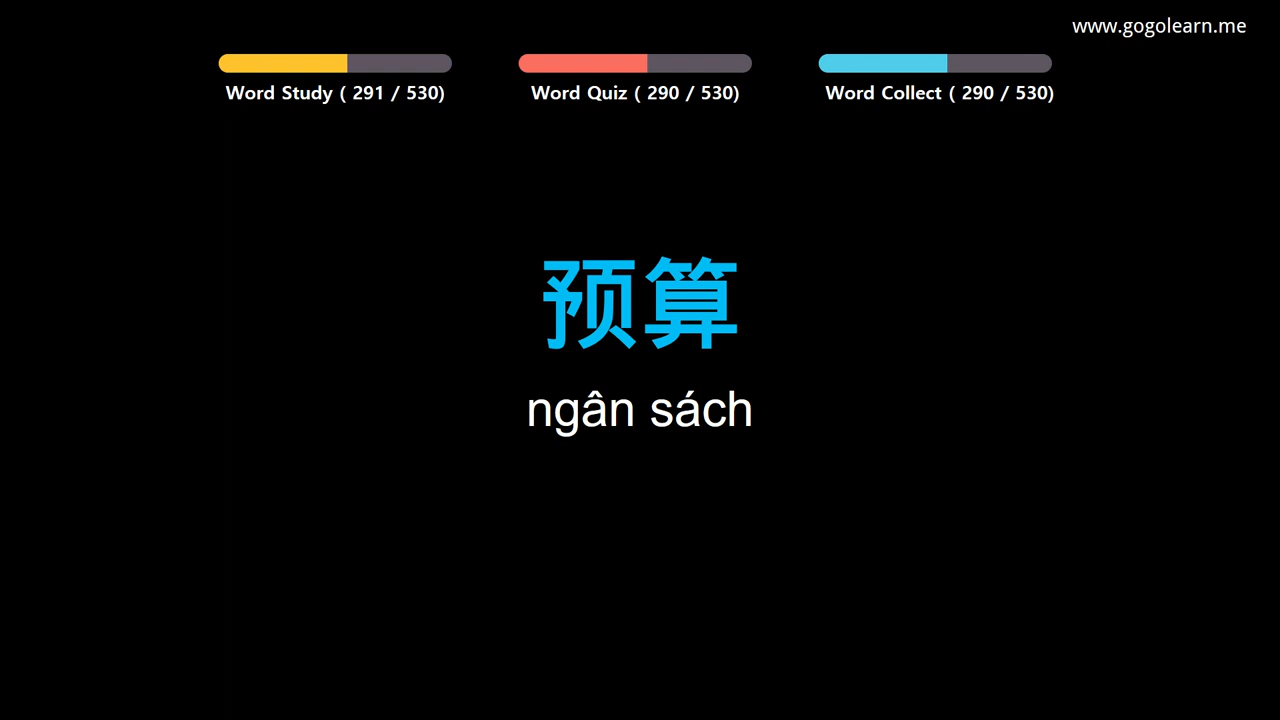 www.gogolearn.me
Word Study ( 291 / 530)
Word Quiz ( 290 / 530)
Word Collect ( 290 / 530)
预算
ngân sách